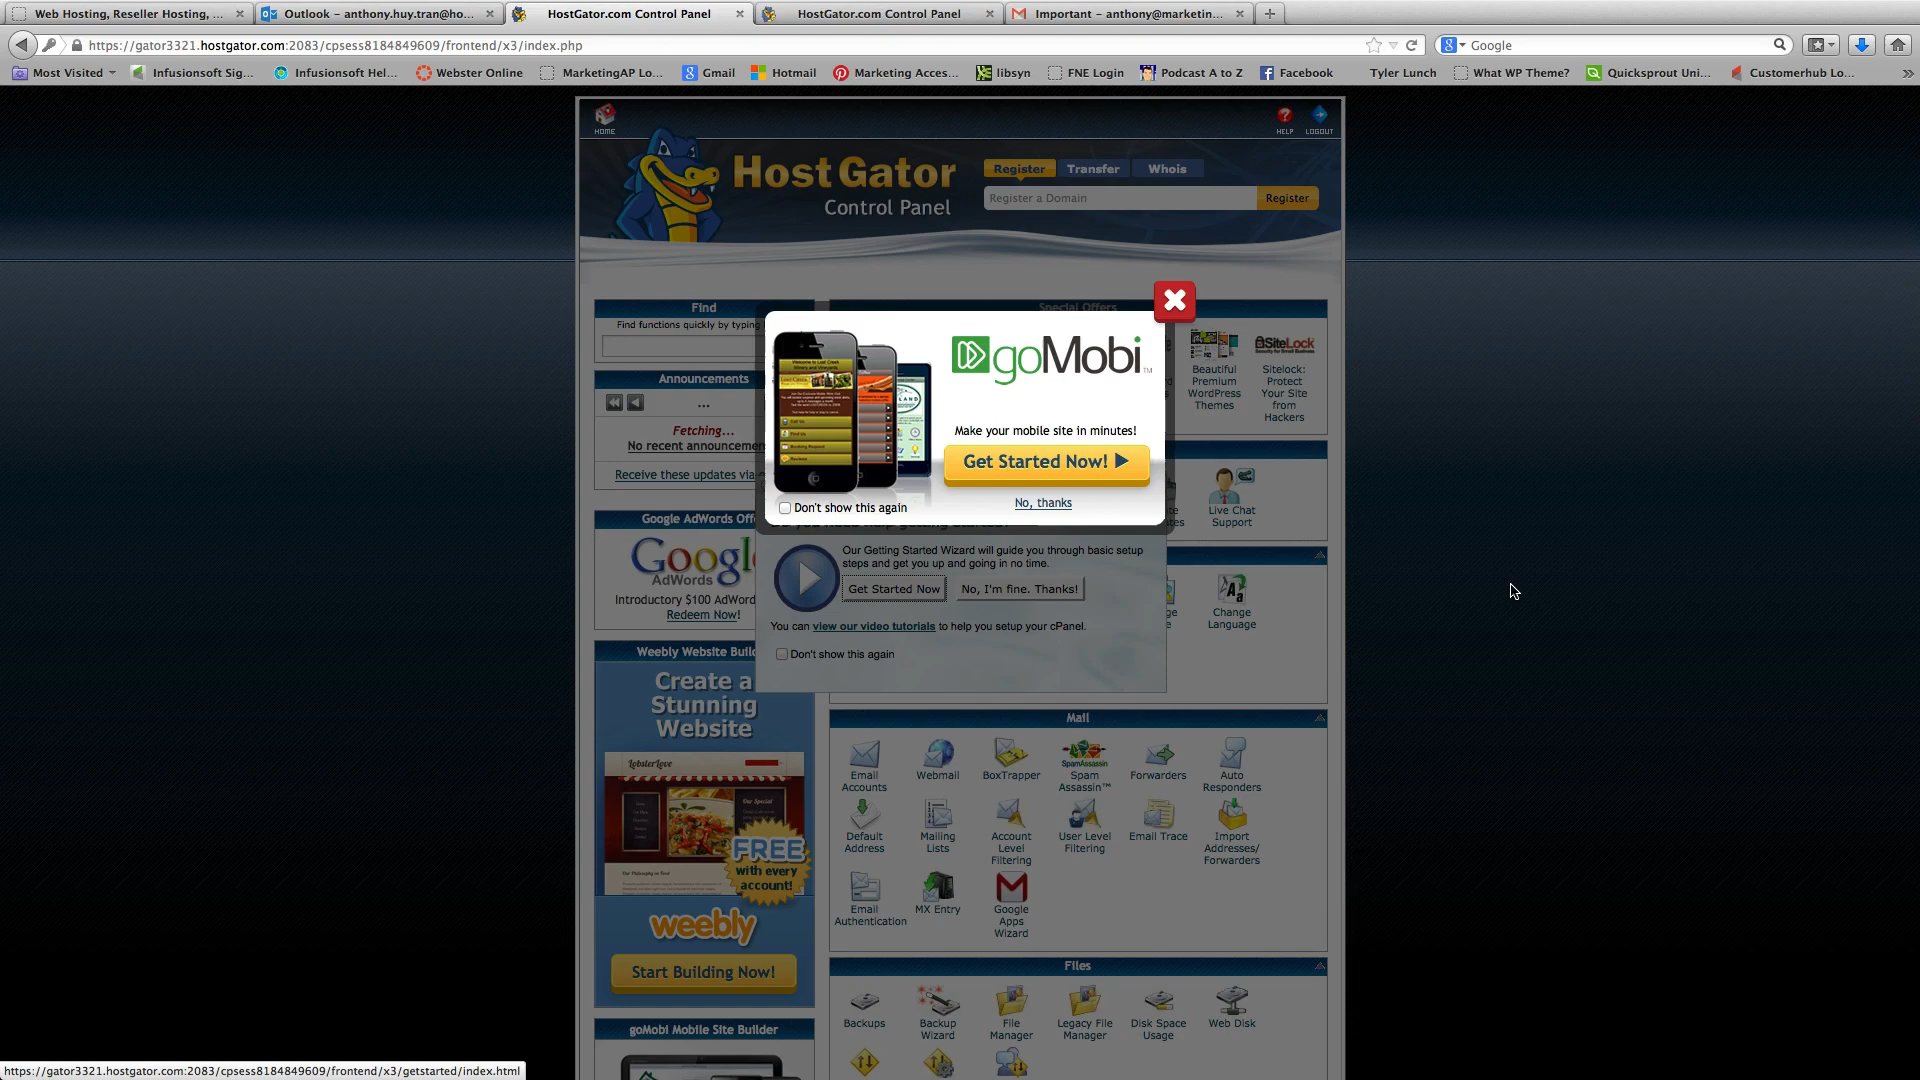 Web Hosting, Reseller Hosting, ...
Outlook - anthony.huy.tran@ho...
HostGator.com Control Panel
HostGator.com Control Panel
Important - anthony@marketin...
https://gator3321.hostgator.com:2083/cpsess8184849609/frontend/x3/index.php
Google
Most Visited
Infusionsoft Sig...
Infusionsoft Hel...
Webster Online
MarketingAP Lo...
Gmail
Hotmail
Marketing Acces...
libsyn
FNE Login
Podcast A to Z
Facebook
Tyler Lunch
What WP Theme?
Quicksprout Uni...
Customerhub Lo...
HOME
HELP
LOGOUT
HostGator
Control Panel
Register
Transfer
Whois
Register a Domain
Register
Find
Find functions quickly by typing
Special Offers
Announcements
...
Fetching...
No recent announcemen
Receive these updates via
goMobi™
Make your mobile site in minutes!
Get Started Now!
No, thanks
Don't show this again
Beautiful Premium WordPress Themes
SiteLock
Sitelock: Protect Your Site from Hackers
Live Chat Support
Google AdWords Off
Google
AdWords
Introductory $100 AdWor
Redeem Now!
Our Getting Started Wizard will guide you through basic setup
steps and get you up and going in no time.
Get Started Now
No, I'm fine. Thanks!
You can view our video tutorials to help you setup your cPanel.
Don't show this again
Change Language
Weebly Website Buil
Create a
Stunning
Website
LobsterLove
Our Special
FREE
with every
account!
weebly
Start Building Now!
goMobi Mobile Site Builder
Mail
Email Accounts
Webmail
BoxTrapper
SpamAssassin
Spam Assassin™
Forwarders
Auto Responders
Default Address
Mailing Lists
Account Level Filtering
User Level Filtering
Email Trace
Import Addresses/ Forwarders
Email Authentication
MX Entry
Google Apps Wizard
Files
Backups
Backup Wizard
File Manager
Legacy File Manager
Disk Space Usage
Web Disk
https://gator3321.hostgator.com:2083/cpsess8184849609/frontend/x3/getstarted/index.html